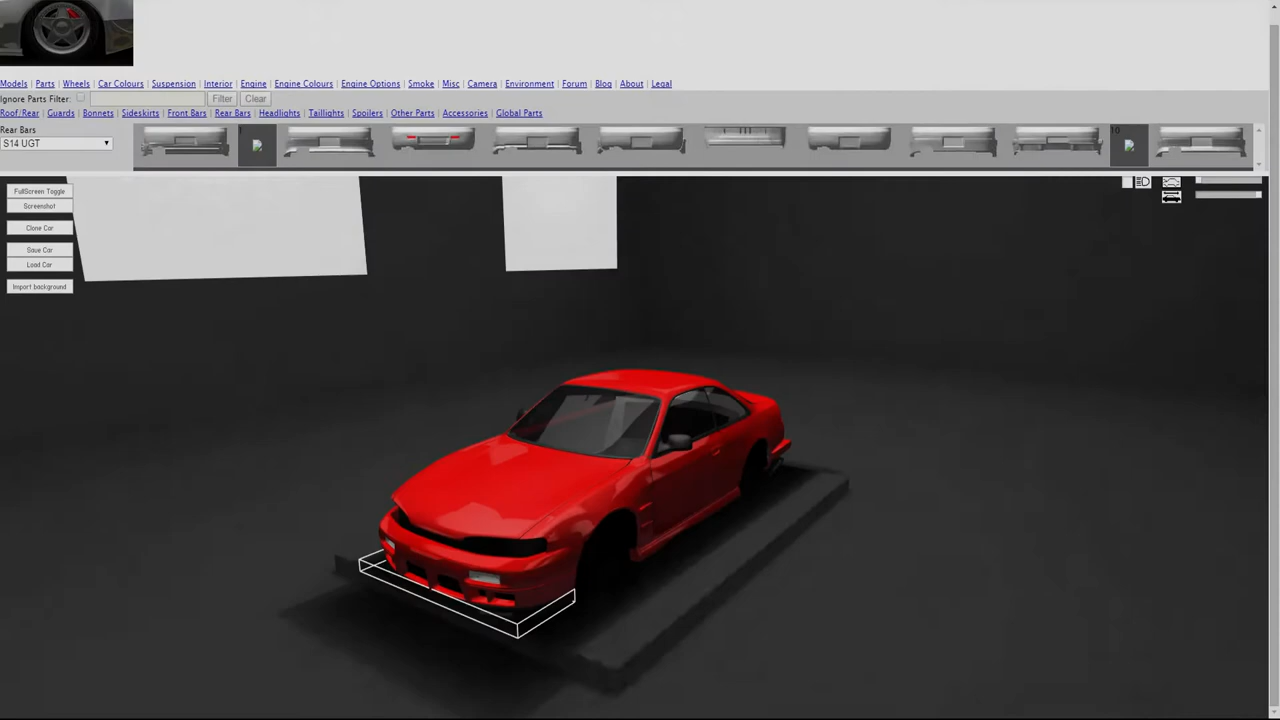 Models Parts Wheels Car Colours Suspension Interior Engine Engine Colours Engine Options Smoke Misc Camera Environment Forum Blog About Legal
Ignore Parts Filter: Filter Clear
Roof/Rear Guards Bonnets Sideskirts Front Bars Rear Bars Headlights Taillights Spoilers Other Parts Accessories Global Parts
Rear Bars
S14 UGT
1
10
FullScreen Toggle
Screenshot
Clone Car
Save Car
Load Car
Import background